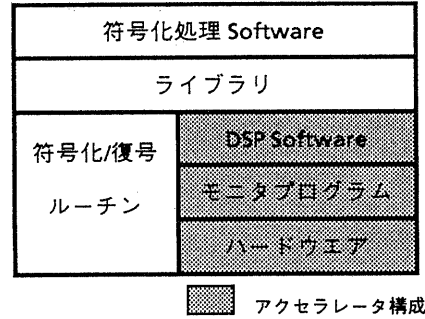 符号化処理 Software
ライブラリ
符号化/復号
ルーチン
DSP Software
モニタプログラム
ハードウエア
アクセラレータ構成